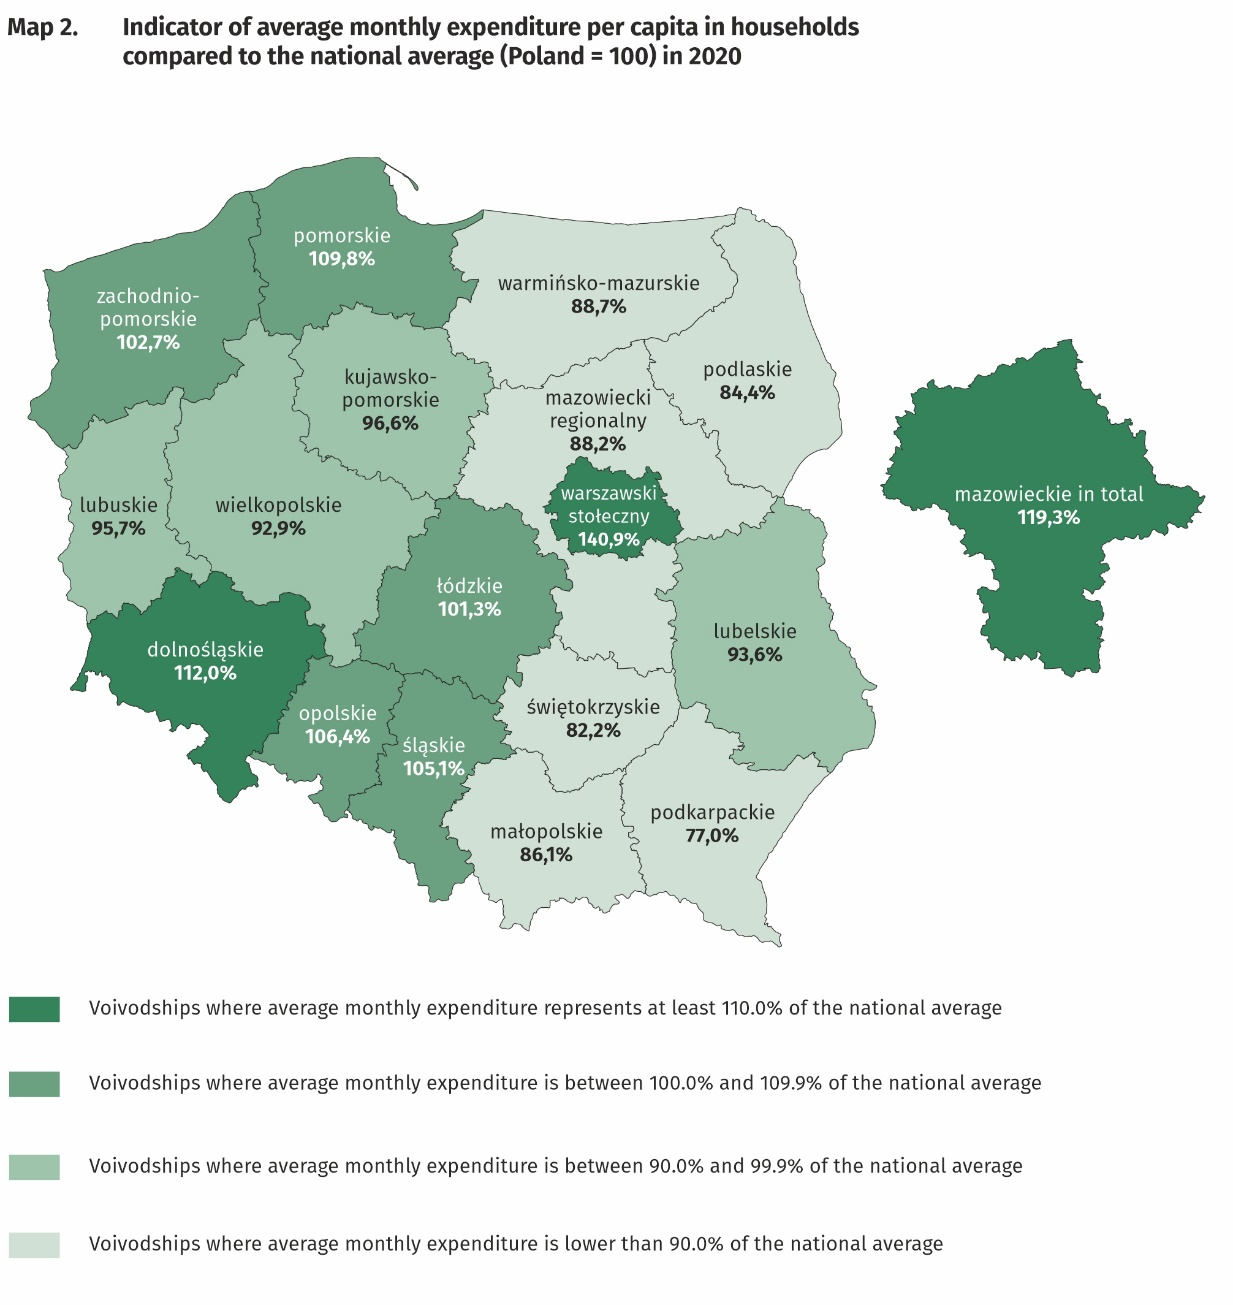 Map 2. Indicator of average monthly expenditure per capita in households
compared to the national average (Poland = 100) in 2020
pomorskie
109,8%
zachodnio-
pomorskie
102,7%
warmińsko-mazurskie
88,7%
podlaskie
84,4%
kujawsko-
pomorskie
96,6%
mazowiecki
regionalny
88,2%
warszawski
stołeczny
140,9%
mazowieckie in total
119,3%
lubuskie
95,7%
wielkopolskie
92,9%
łódzkie
101,3%
lubelskie
93,6%
dolnośląskie
112,0%
opolskie
106,4%
śląskie
105,1%
świętokrzyskie
82,2%
małopolskie
86,1%
podkarpackie
77,0%
Voivodships where average monthly expenditure represents at least 110.0% of the national average
Voivodships where average monthly expenditure is between 100.0% and 109.9% of the national average
Voivodships where average monthly expenditure is between 90.0% and 99.9% of the national average
Voivodships where average monthly expenditure is lower than 90.0% of the national average